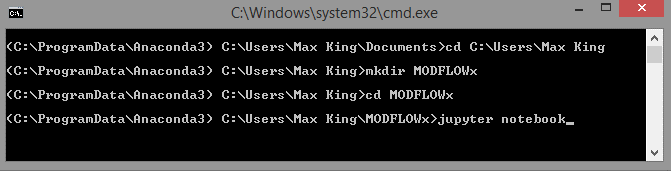 C:\Windows\system32\cmd.exe
(C:\ProgramData\Anaconda3) C:\Users\Max King\Documents>cd C:\Users\Max King
(C:\ProgramData\Anaconda3) C:\Users\Max King>mkdir MODFLOWx
(C:\ProgramData\Anaconda3) C:\Users\Max King>cd MODFLOWx
(C:\ProgramData\Anaconda3) C:\Users\Max King\MODFLOWx>jupyter notebook_